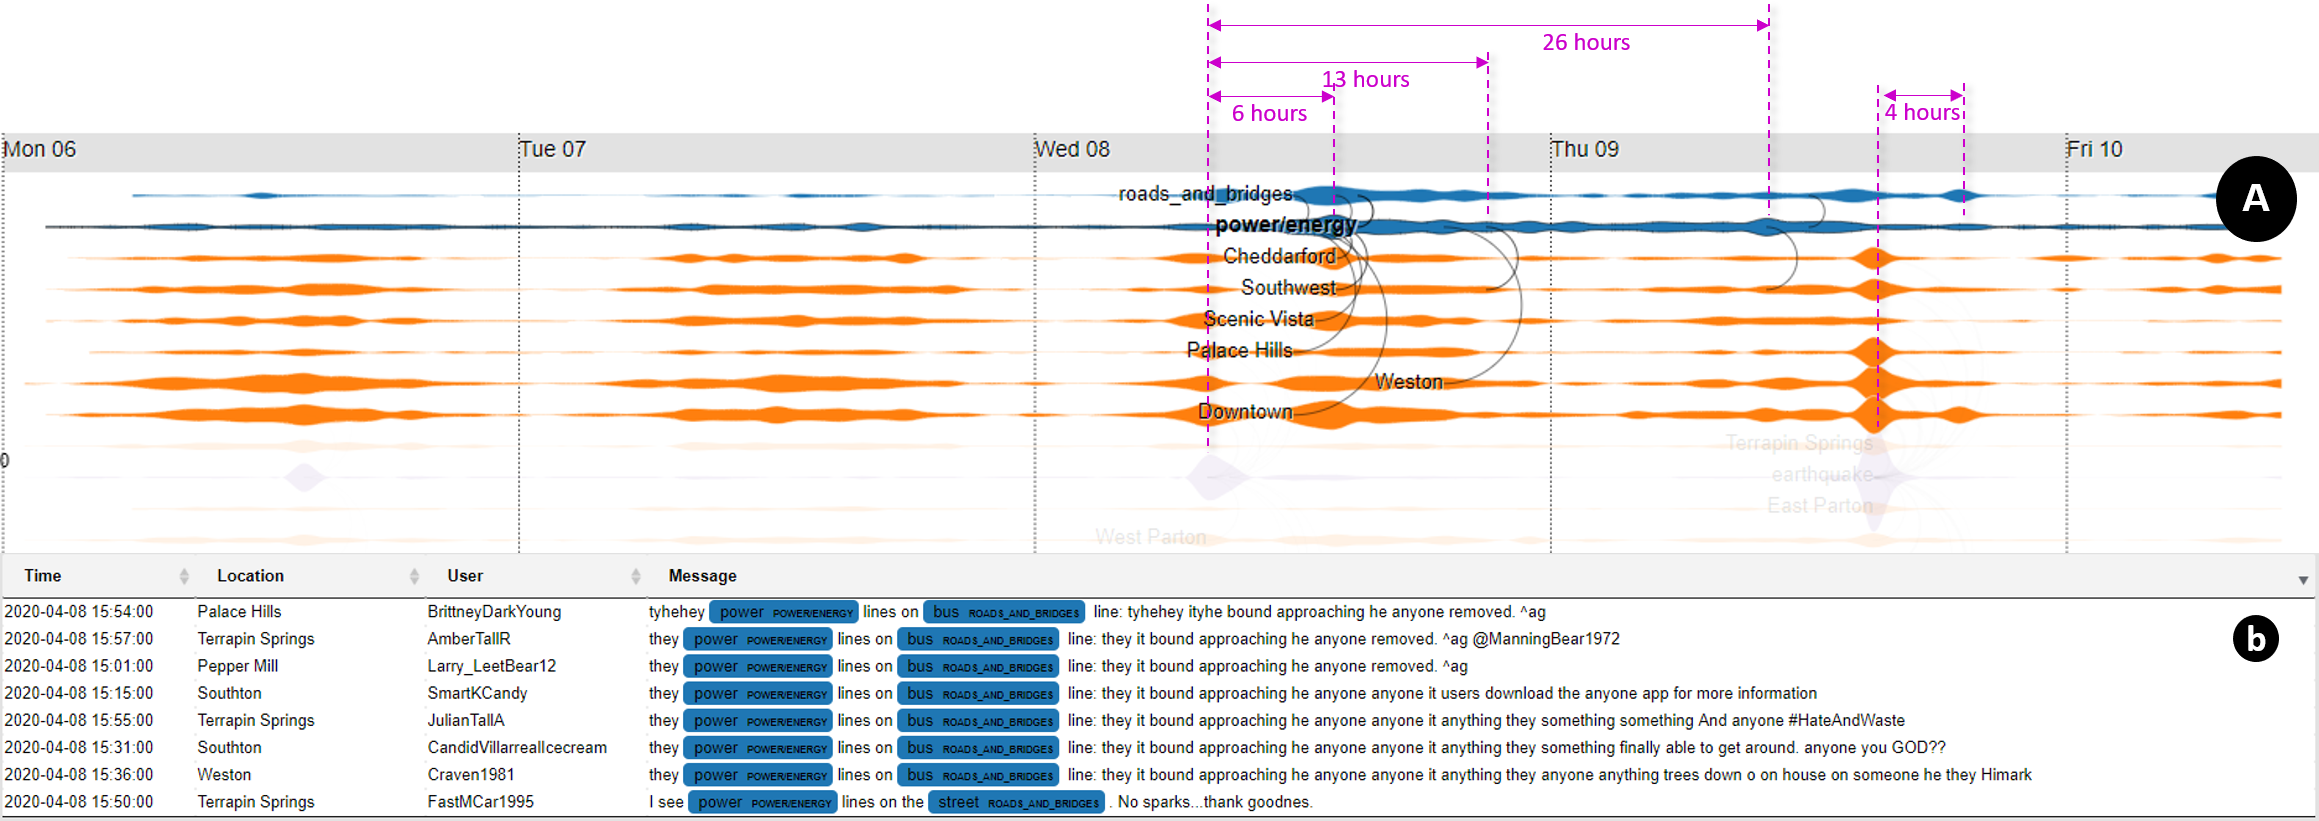 26 hours
13 hours
6 hours
4 hours
Mon 06 Tue 07 Wed 08 Thu 09 Fri 10
A
roads_and_bridges
power/energy
Cheddarford
Southwest
Scenic Vista
Palace Hills
Weston
Downtown
Terrapin Springs
0
earthquake
East Parton
West Parton
Time Location User Message
b
2020-04-08 15:54:00 Palace Hills BrittneyDarkYoung tyhehey power POWER/ENERGY lines on bus ROADS_AND_BRIDGES line: tyhehey ityhe bound approaching he anyone removed. ^ag
2020-04-08 15:57:00 Terrapin Springs AmberTallR they power POWER/ENERGY lines on bus ROADS_AND_BRIDGES line: they it bound approaching he anyone removed. ^ag @ManningBear1972
2020-04-08 15:01:00 Pepper Mill Larry_LeetBear12 they power POWER/ENERGY lines on bus ROADS_AND_BRIDGES line: they it bound approaching he anyone removed. ^ag
2020-04-08 15:15:00 Southton SmartKCandy they power POWER/ENERGY lines on bus ROADS_AND_BRIDGES line: they it bound approaching he anyone anyone it users download the anyone app for more information
2020-04-08 15:55:00 Terrapin Springs JulianTallA they power POWER/ENERGY lines on bus ROADS_AND_BRIDGES line: they it bound approaching he anyone anyone it anything they something something And anyone #HateAndWaste
2020-04-08 15:31:00 Southton CandidVillarrealIcecream they power POWER/ENERGY lines on bus ROADS_AND_BRIDGES line: they it bound approaching he anyone anyone it anything they something finally able to get around. anyone you GOD??
2020-04-08 15:36:00 Weston Craven1981 they power POWER/ENERGY lines on bus ROADS_AND_BRIDGES line: they it bound approaching he anyone anyone it anything they anyone anything trees down o on house on someone he they Himark
2020-04-08 15:50:00 Terrapin Springs FastMCar1995 I see power POWER/ENERGY lines on the street ROADS_AND_BRIDGES . No sparks...thank goodnes.